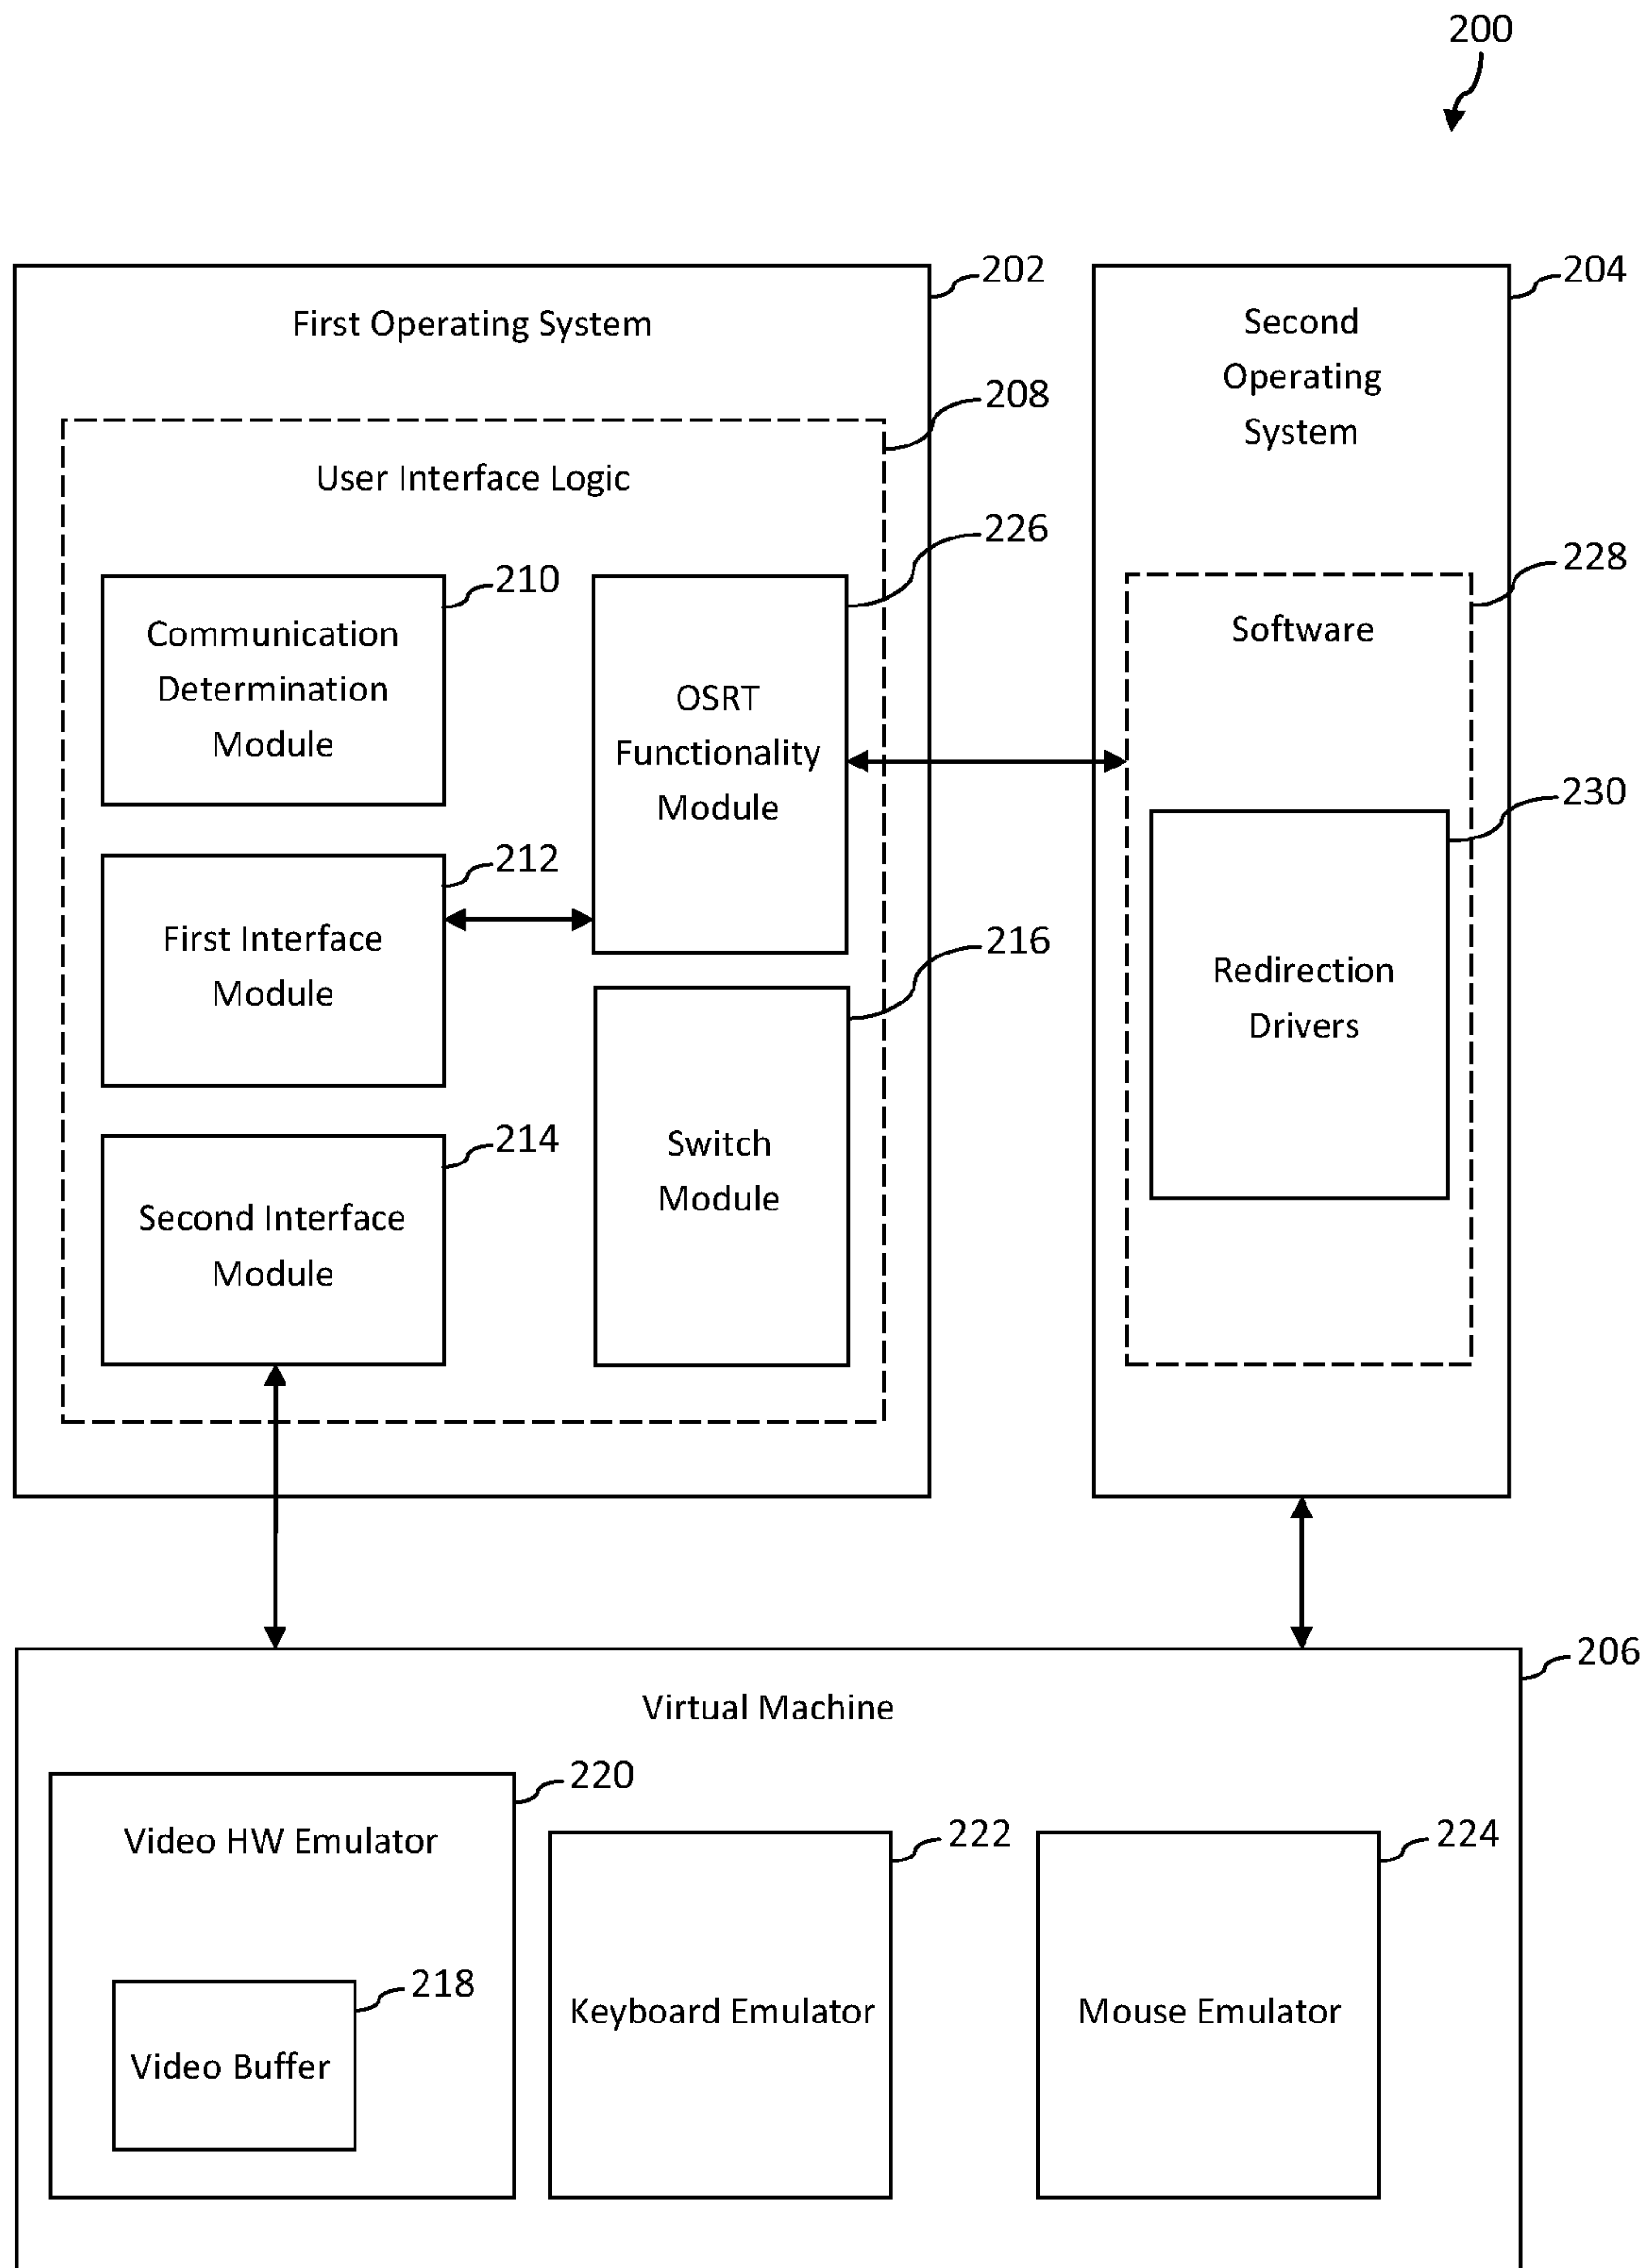 200
202
First Operating System
204
Second
Operating
System
208
User Interface Logic
226
228
210
Communication
Determination
Module
OSRT
Functionality
Module
Software
230
212
First Interface
Module
216
Redirection
Drivers
214
Second Interface
Module
Switch
Module
206
Virtual Machine
220
Video HW Emulator
222
224
218
Video Buffer
Keyboard Emulator
Mouse Emulator